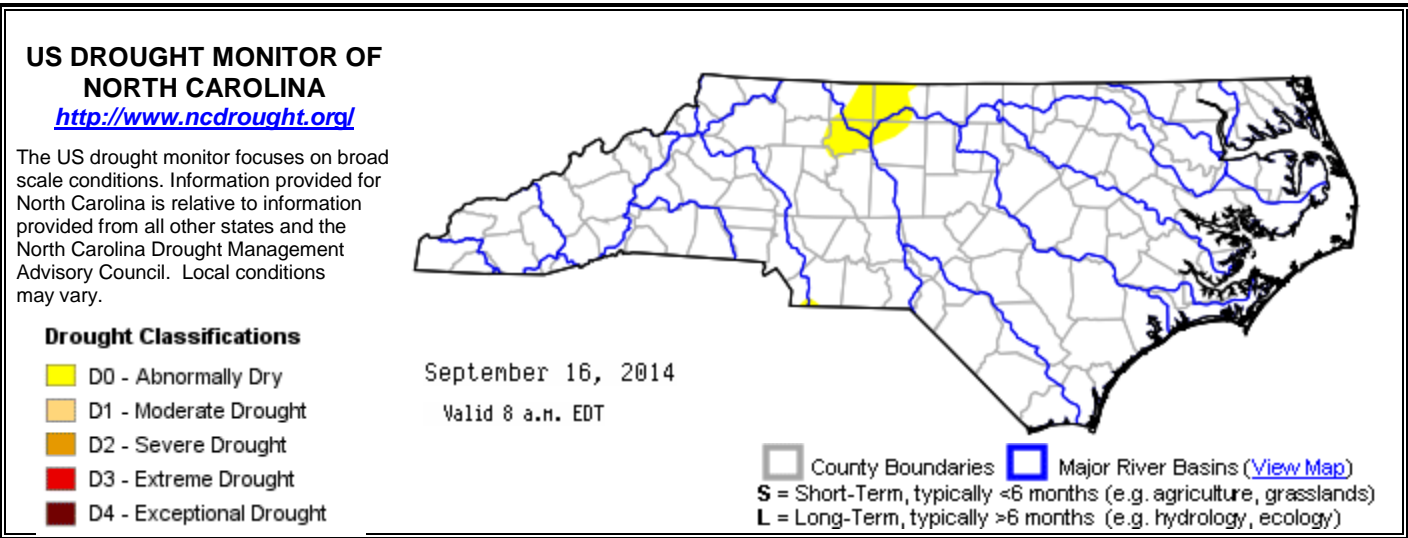 US DROUGHT MONITOR OF
NORTH CAROLINA
http://www.ncdrought.org/
The US drought monitor focuses on broad
scale conditions. Information provided for
North Carolina is relative to information
provided from all other states and the
North Carolina Drought Management
Advisory Council. Local conditions
may vary.
Drought Classifications
D0 - Abnormally Dry
D1 - Moderate Drought
D2 - Severe Drought
D3 - Extreme Drought
D4 - Exceptional Drought
September 16, 2014
Valid 8 a.m. EDT
County Boundaries Major River Basins (View Map)
S = Short-Term, typically <6 months (e.g. agriculture, grasslands)
L = Long-Term, typically >6 months (e.g. hydrology, ecology)